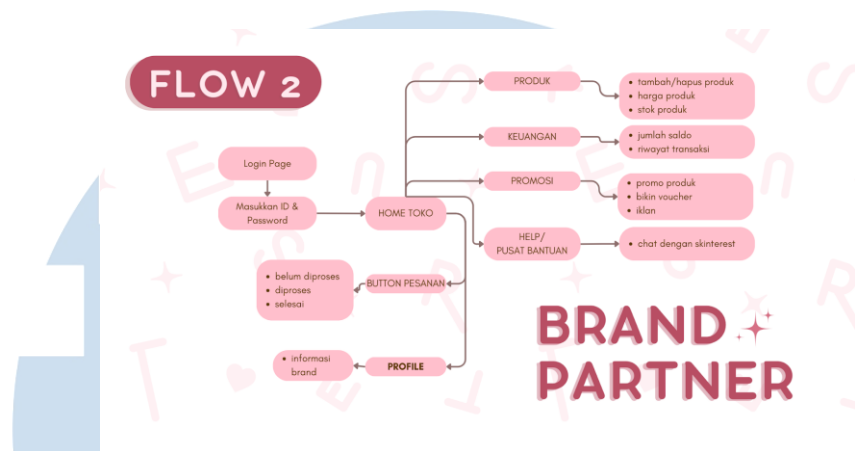 FLOW 2
PRODUK
• tambah/hapus produk
• harga produk
• stok produk
KEUANGAN
• jumlah saldo
• riwayat transaksi
Login Page
PROMOSI
• promo produk
• bikin voucher
• iklan
Masukkan ID &
Password
HOME TOKO
HELP/
PUSAT BANTUAN
• chat dengan skinterest
• belum diproses
• diproses
• selesai
BUTTON PESANAN
• informasi
brand
PROFILE
BRAND
PARTNER